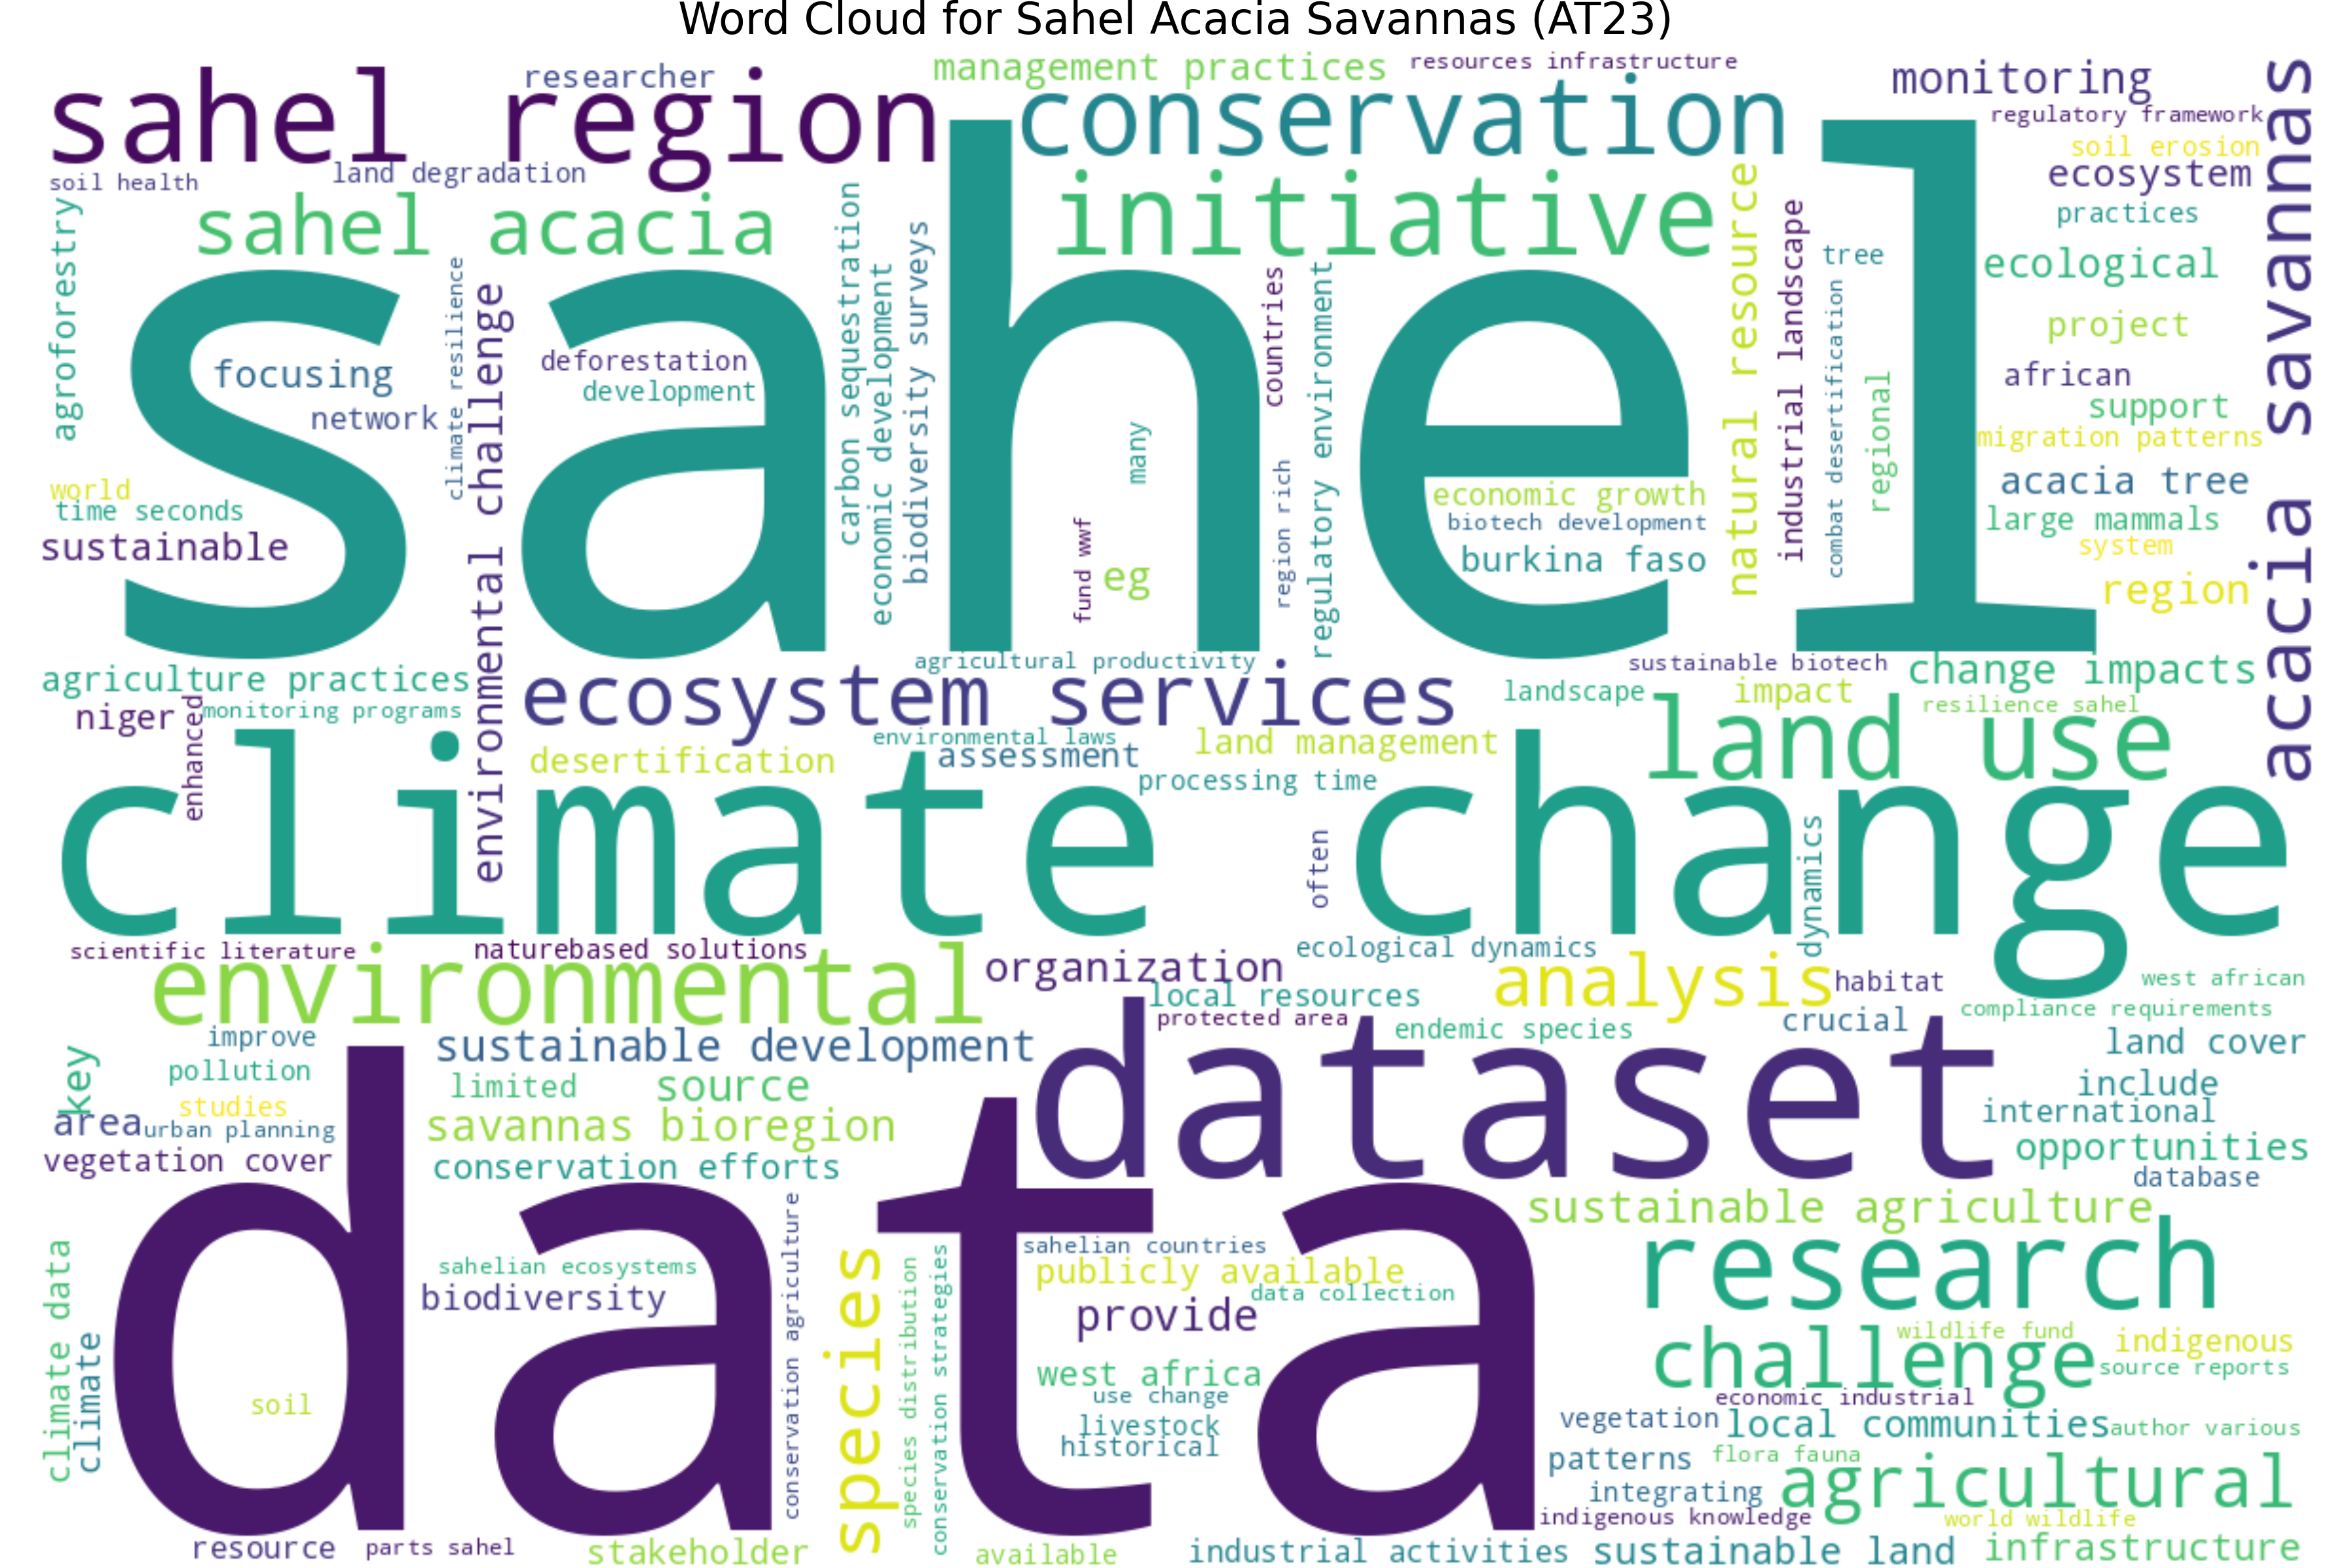 Word Cloud for Sahel Acacia Savannas (AT23)
sahel region
researcher
management practices
resources infrastructure
conservation
monitoring
regulatory framework
acacia savannas
soil erosion
ecosystem
soil health
land degradation
sahel acacia
initiative
natural resource
industrial landscape
practices
tree
ecological
agroforestry
climate resilience
environmental challenge
carbon sequestration
economic development
biodiversity surveys
countries
regulatory environment
combat desertification
regional
project
african
support
migration patterns
acacia tree
large mammals
system
region
sahel
focusing
network
deforestation
development
many
fund wwf
eg
region rich
economic growth
biotech development
burkina faso
world
time seconds
sustainable
agriculture practices
niger
enhanced
monitoring programs
agricultural productivity
ecosystem services
sustainable biotech
change impacts
landscape
impact
resilience sahel
land use
desertification
environmental laws
assessment
land management
processing time
climate change
often
dynamics
scientific literature
naturebased solutions
environmental
organization
ecological dynamics
analysis
habitat
west african
local resources
compliance requirements
protected area
endemic species
crucial
land cover
improve
sustainable development
dataset
key
pollution
limited
source
include
studies
international
area
urban planning
savannas bioregion
opportunities
vegetation cover
conservation efforts
database
data
conservation agriculture
sustainable agriculture
sahelian countries
research
sahelian ecosystems
publicly available
biodiversity
data collection
species
species distribution
conservation strategies
provide
climate data
climate
wildlife fund
indigenous
challenge
source reports
west africa
use change
economic industrial
soil
livestock
historical
vegetation
local communities
author various
patterns
flora fauna
agricultural
integrating
indigenous knowledge
world wildlife
resource
parts sahel
stakeholder
available
industrial activities
sustainable land
infrastructure